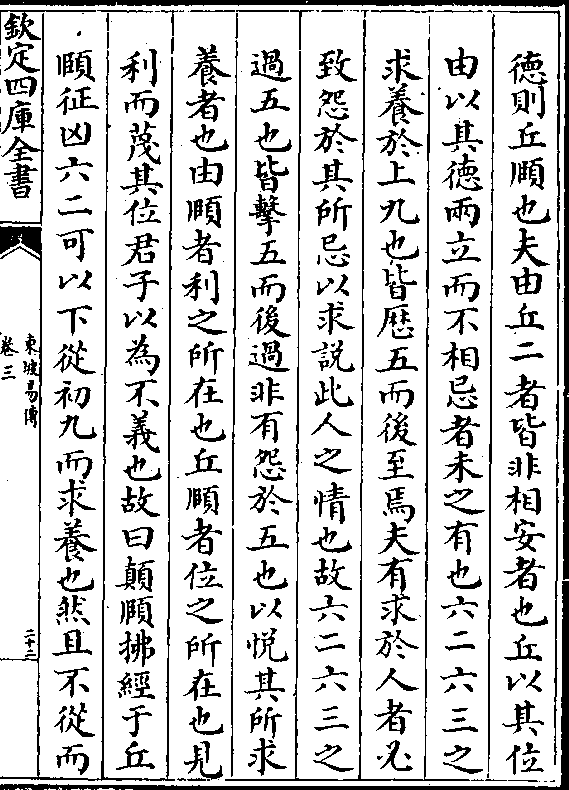 德則丘頤也夫由丘二者皆非相安者也丘以其位
由以其德兩立而不相忌者未之有也六二六三之
求養於上九也皆歷五而後至焉夫有求於人者必
致怨於其所忌以求説此人之情也故六二六三之
過五也皆擊五而後過非有怨於五也以悦其所求
養者也由頤者利之所在也丘頤者位之所在也見
利而蔑其位君子以為不義也故曰顛頤拂經于丘
頤征凶六二可以下從初九而求養也然且不從而
欽定四庫全書
東坡易傳
卷三
二十三